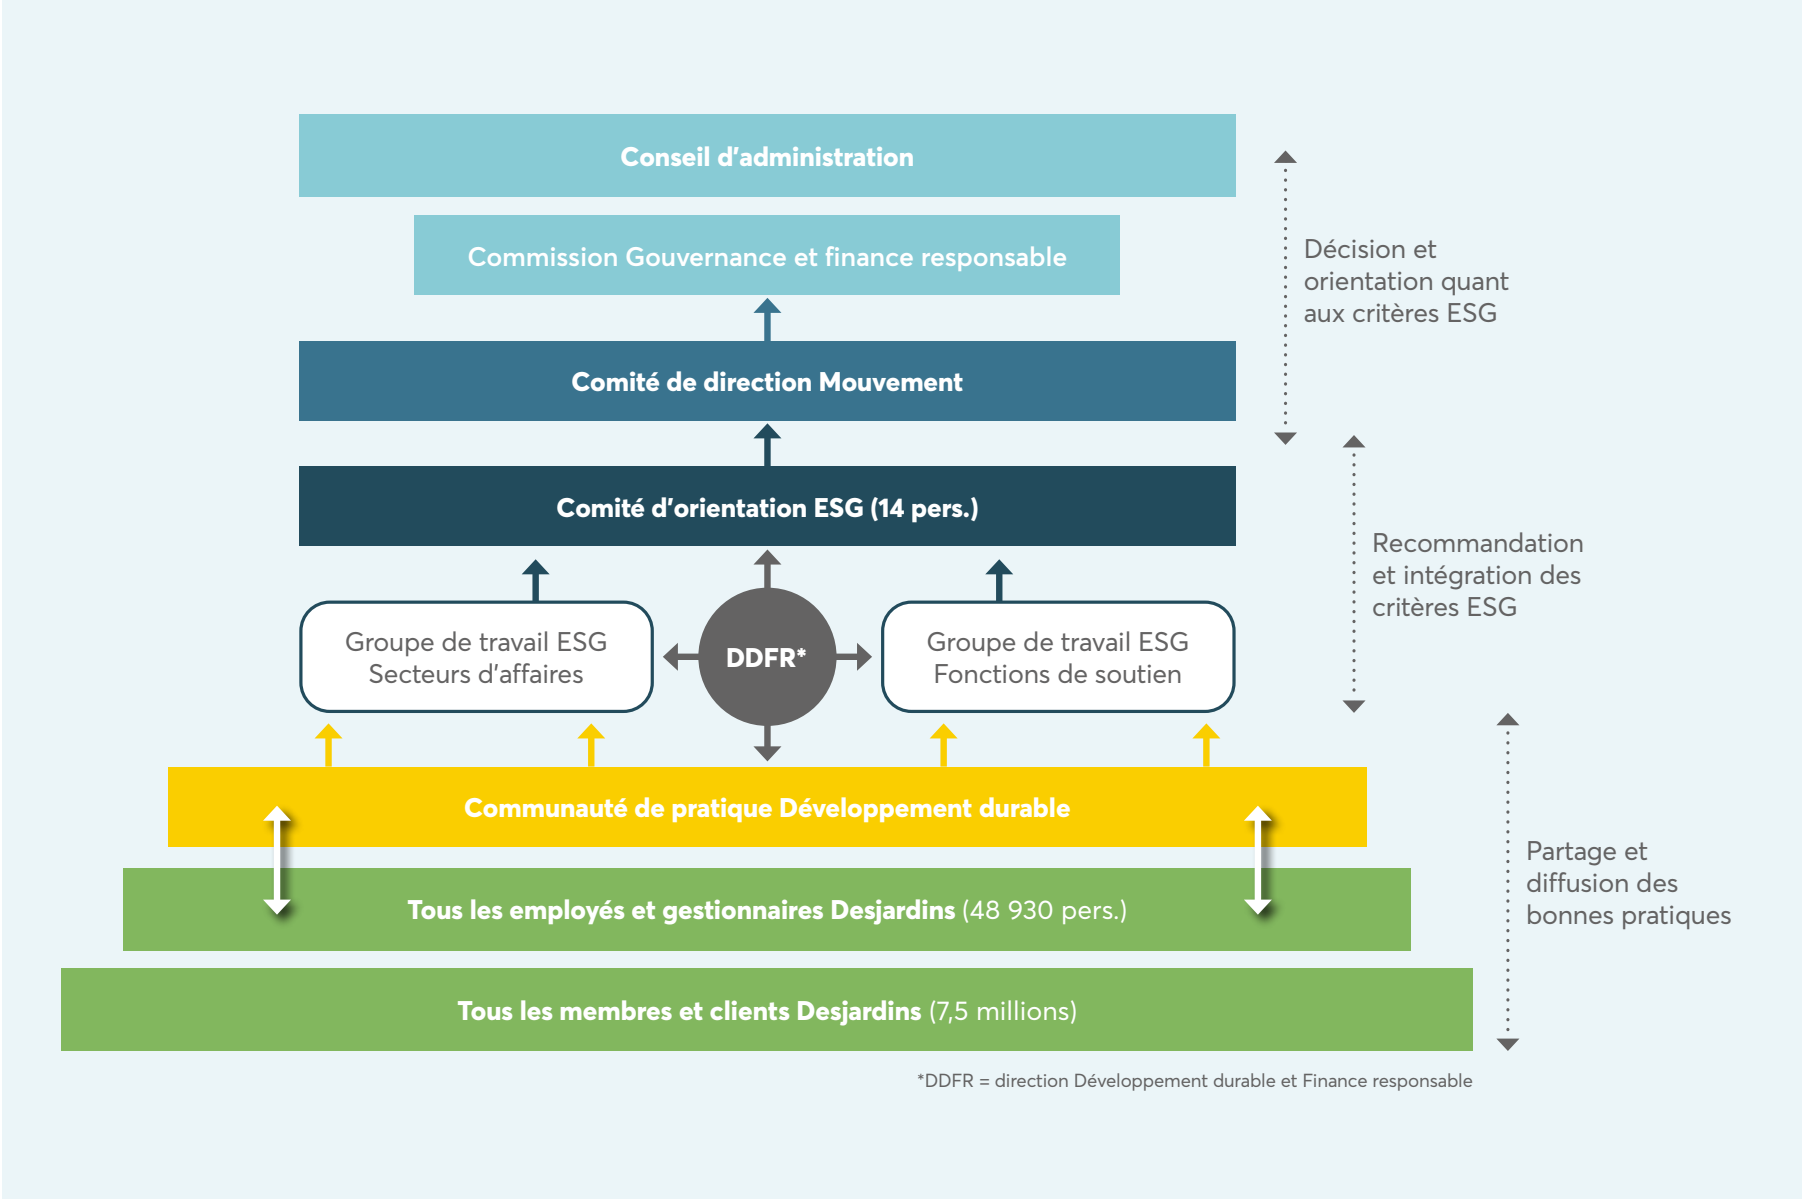 Conseil d'administration
Commission Gouvernance et finance responsable
Décision et
orientation quant
aux critères ESG
Comité de direction Mouvement
Comité d'orientation ESG (14 pers.)
Recommandation
et intégration des
critères ESG
Groupe de travail ESG
Secteurs d'affaires
DDFR*
Groupe de travail ESG
Fonctions de soutien
Communauté de pratique Développement durable
Partage et
diffusion des
bonnes pratiques
Tous les employés et gestionnaires Desjardins (48 930 pers.)
Tous les membres et clients Desjardins (7,5 millions)
*DDFR = direction Développement durable et Finance responsable